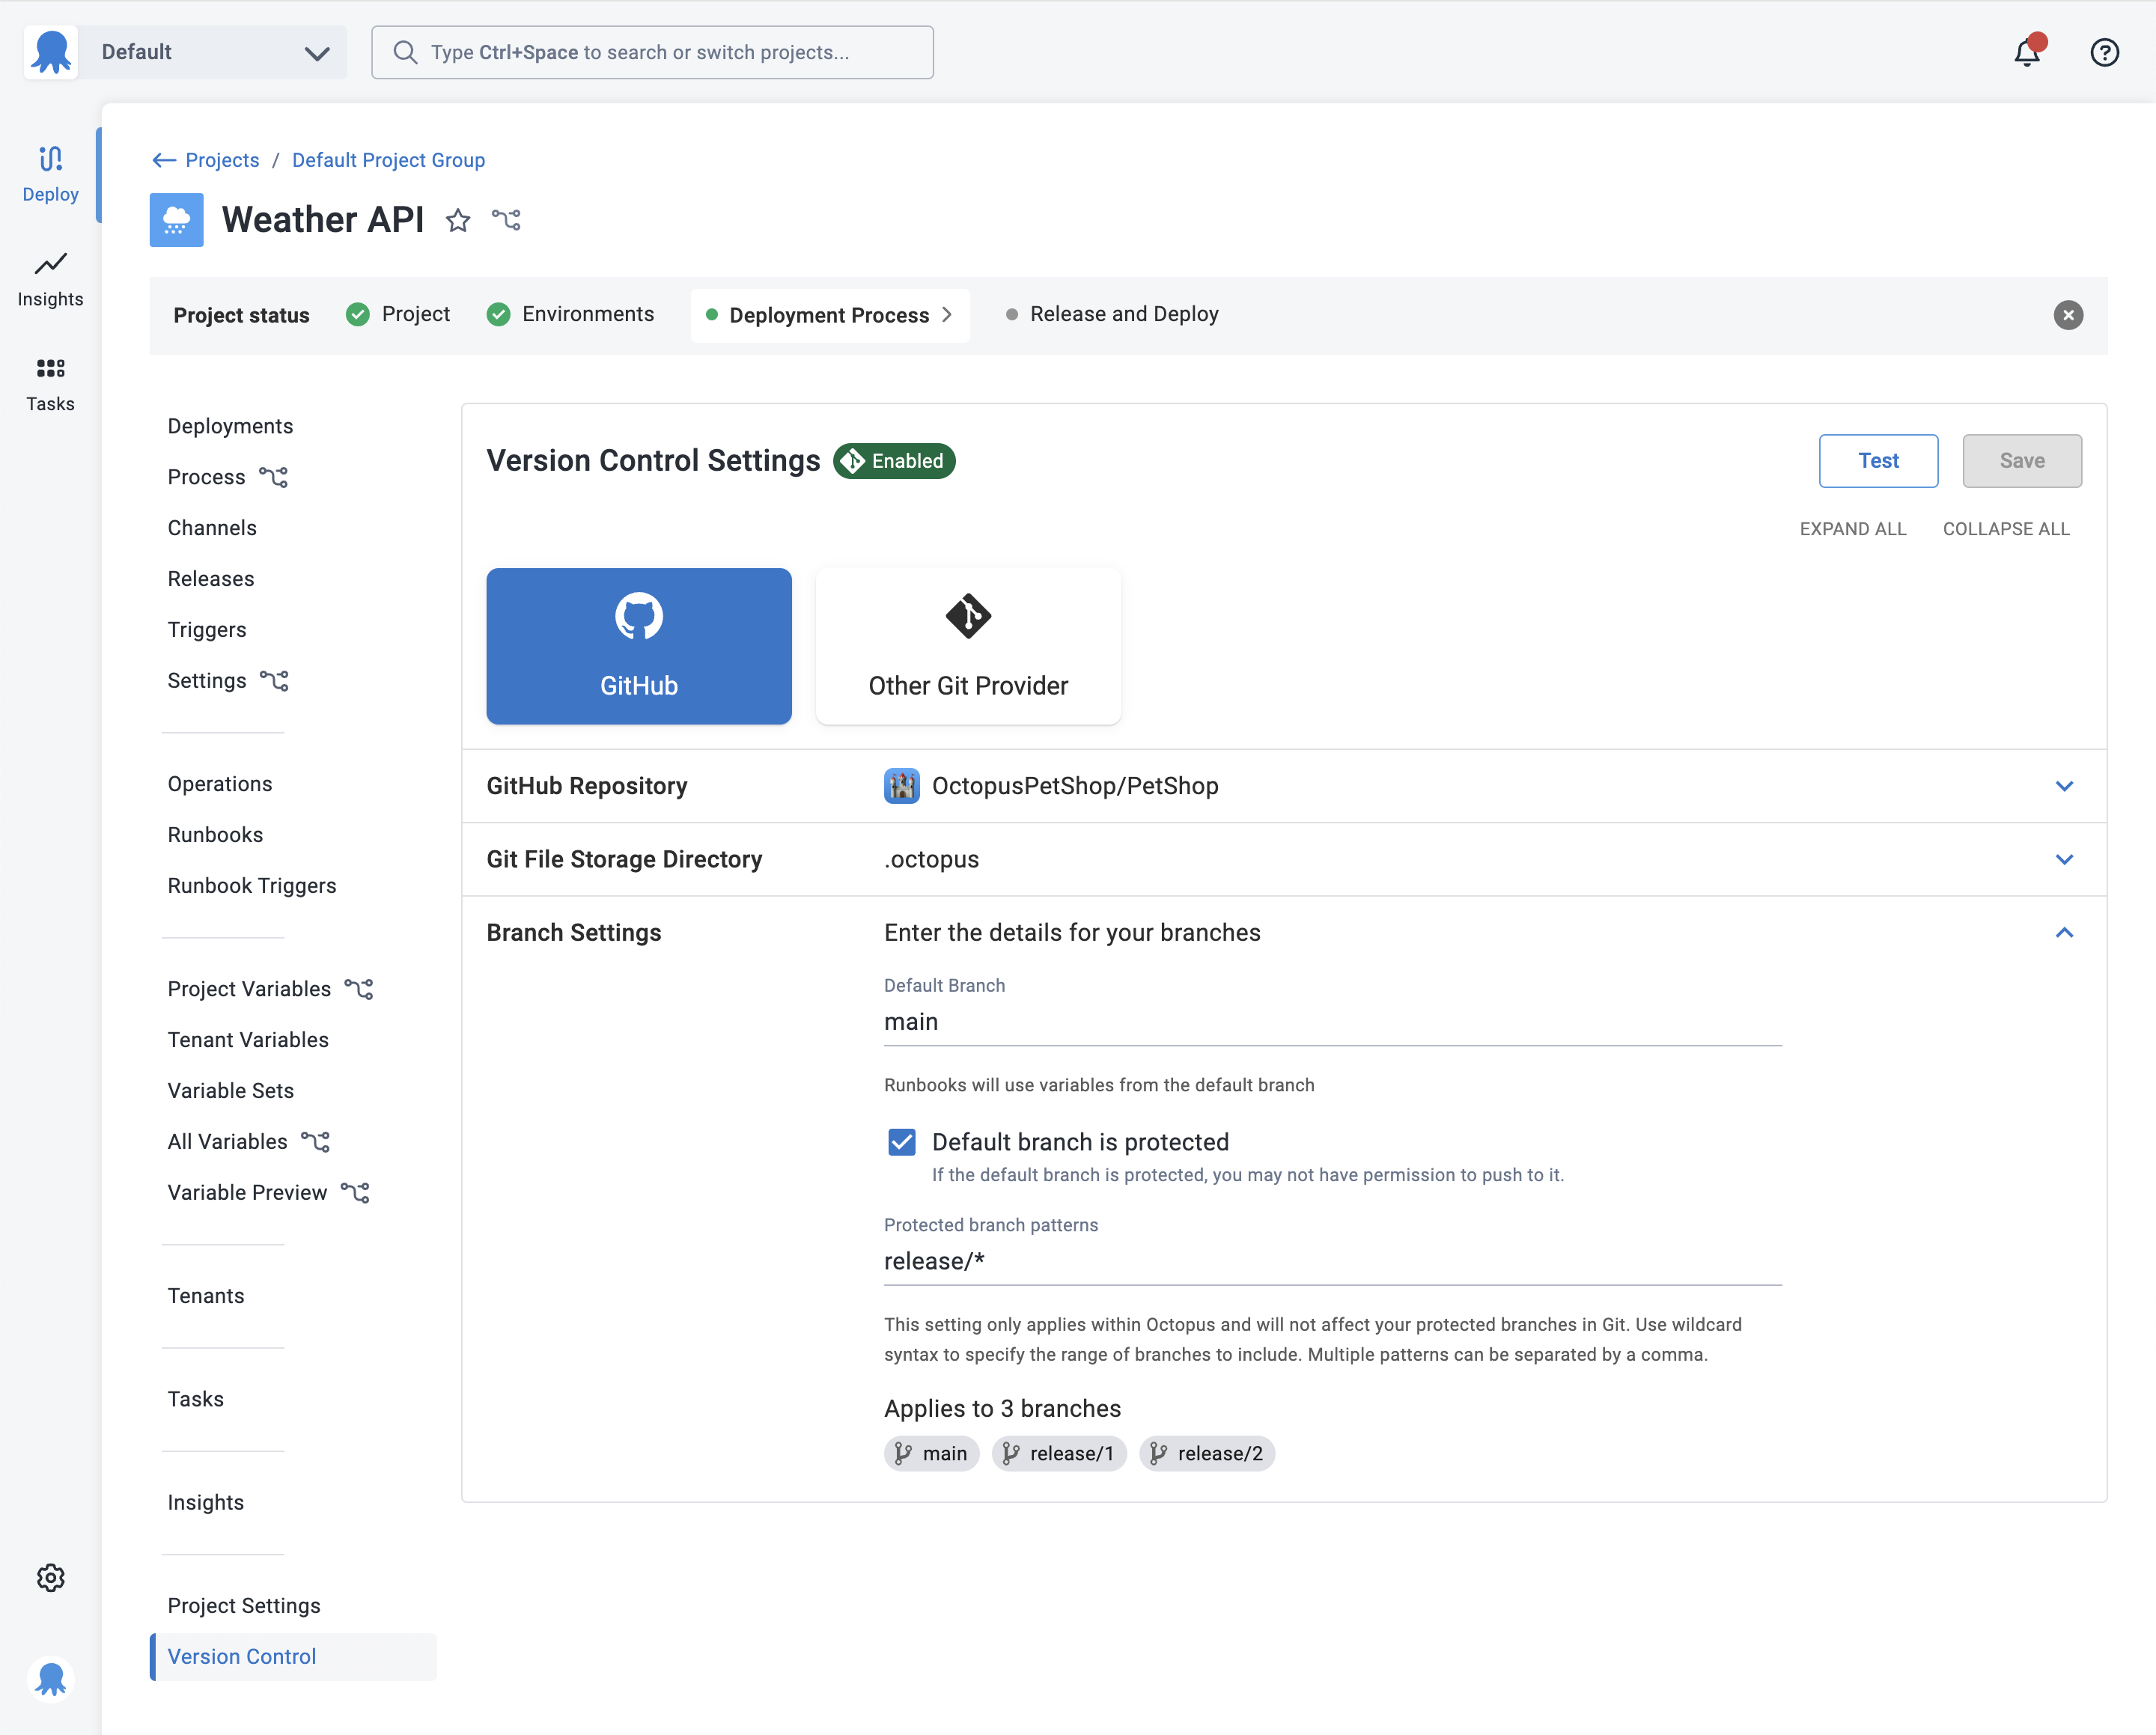 Default
Type Ctrl+Space to search or switch projects...
Deploy
Insights
Tasks
Projects / Default Project Group
Weather API
Project status Project Environments Deployment Process Release and Deploy
Deployments
Process
Channels
Releases
Triggers
Settings
Operations
Runbooks
Runbook Triggers
Project Variables
Tenant Variables
Variable Sets
All Variables
Variable Preview
Tenants
Tasks
Insights
Project Settings
Version Control
Version Control Settings Enabled
Test Save
EXPAND ALL COLLAPSE ALL
GitHub
Other Git Provider
GitHub Repository OctopusPetShop/PetShop
Git File Storage Directory .octopus
Branch Settings Enter the details for your branches
Default Branch
main
Runbooks will use variables from the default branch
Default branch is protected
If the default branch is protected, you may not have permission to push to it.
Protected branch patterns
release/*
This setting only applies within Octopus and will not affect your protected branches in Git. Use wildcard
syntax to specify the range of branches to include. Multiple patterns can be separated by a comma.
Applies to 3 branches
main release/1 release/2